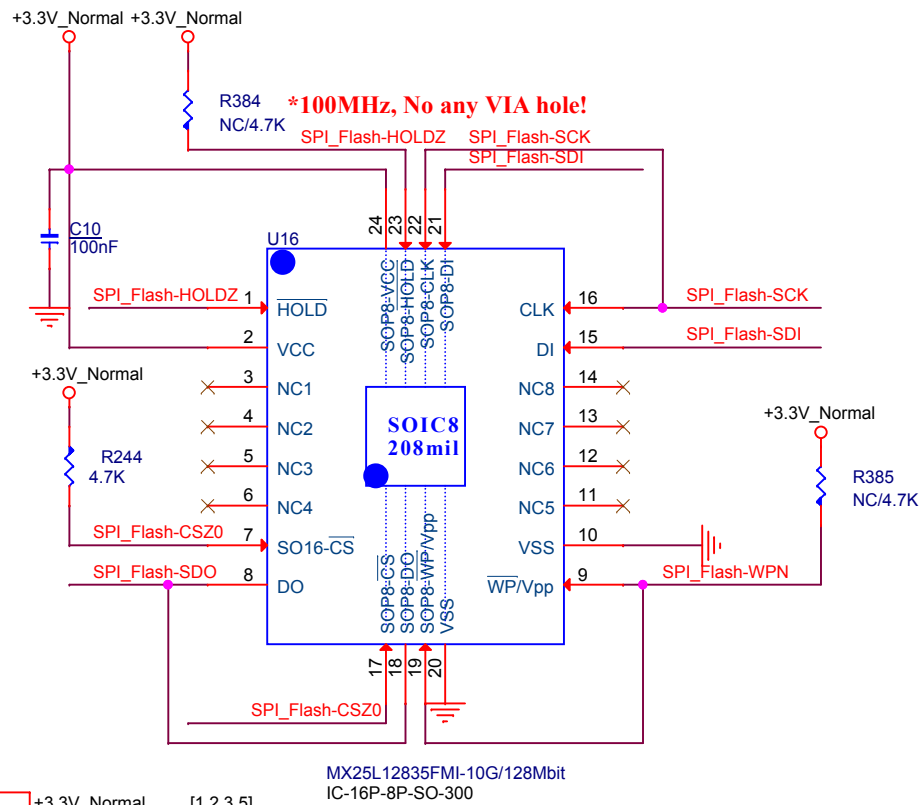 +3.3V_Normal +3.3V_Normal
R384
NC/4.7K
*100MHz, No any VIA hole!
SPI_Flash-HOLDZ
SPI_Flash-SCK
SPI_Flash-SDI
C10
100nF
U16
24
23
22
21
SOP8-VCC
SOP8-HOLD
SOP8-CLK
SOP8-DI
SPI_Flash-HOLDZ
1
HOLD
CLK
16
SPI_Flash-SCK
2
VCC
DI
15
SPI_Flash-SDI
+3.3V_Normal
3
NC1
NC8
14
4
NC2
NC7
13
+3.3V_Normal
SOIC8
208mil
R244
4.7K
5
NC3
NC6
12
R385
NC/4.7K
6
NC4
NC5
11
SPI_Flash-CSZ0
7
SO16-CS
VSS
10
SPI_Flash-SDO
8
DO
WP/Vpp
9
SPI_Flash-WPN
SOP8-CS
SOP8-DO
SOP8-WP/Vpp
VSS
17
18
19
20
SPI_Flash-CSZ0
MX25L12835FMI-10G/128Mbit
IC-16P-8P-SO-300
+3.3V_Normal [1,2,3,5]